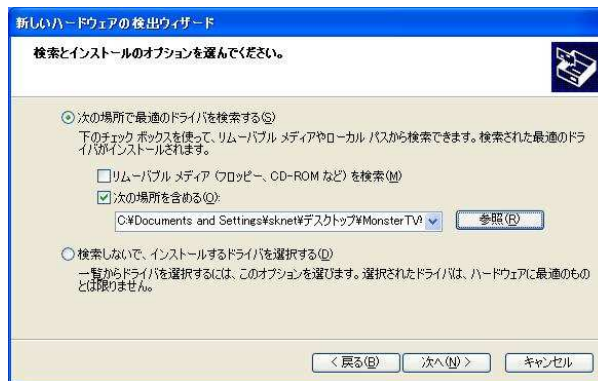 新しいハードウェアの検出ウィザード
検索とインストールのオプションを選んでください。
次の場所で最適のドライバを検索する(S)
下のチェック ボックスを使って、リムーバブル メディアやローカル パスから検索できます。検索された最適のドラ
イバがインストールされます。
リムーバブル メディア (フロッピー、CD-ROM など) を検索(M)
次の場所を含める(O):
C:¥Documents and Settings¥sknet¥デスクトップ¥MonsterTV¥
参照(R)
検索しないで、インストールするドライバを選択する(D)
一覧からドライバを選択するには、このオプションを選びます。選択されたドライバは、ハードウェアに最適のもの
とは限りません。
< 戻る(B)
次へ(N) >
キャンセル